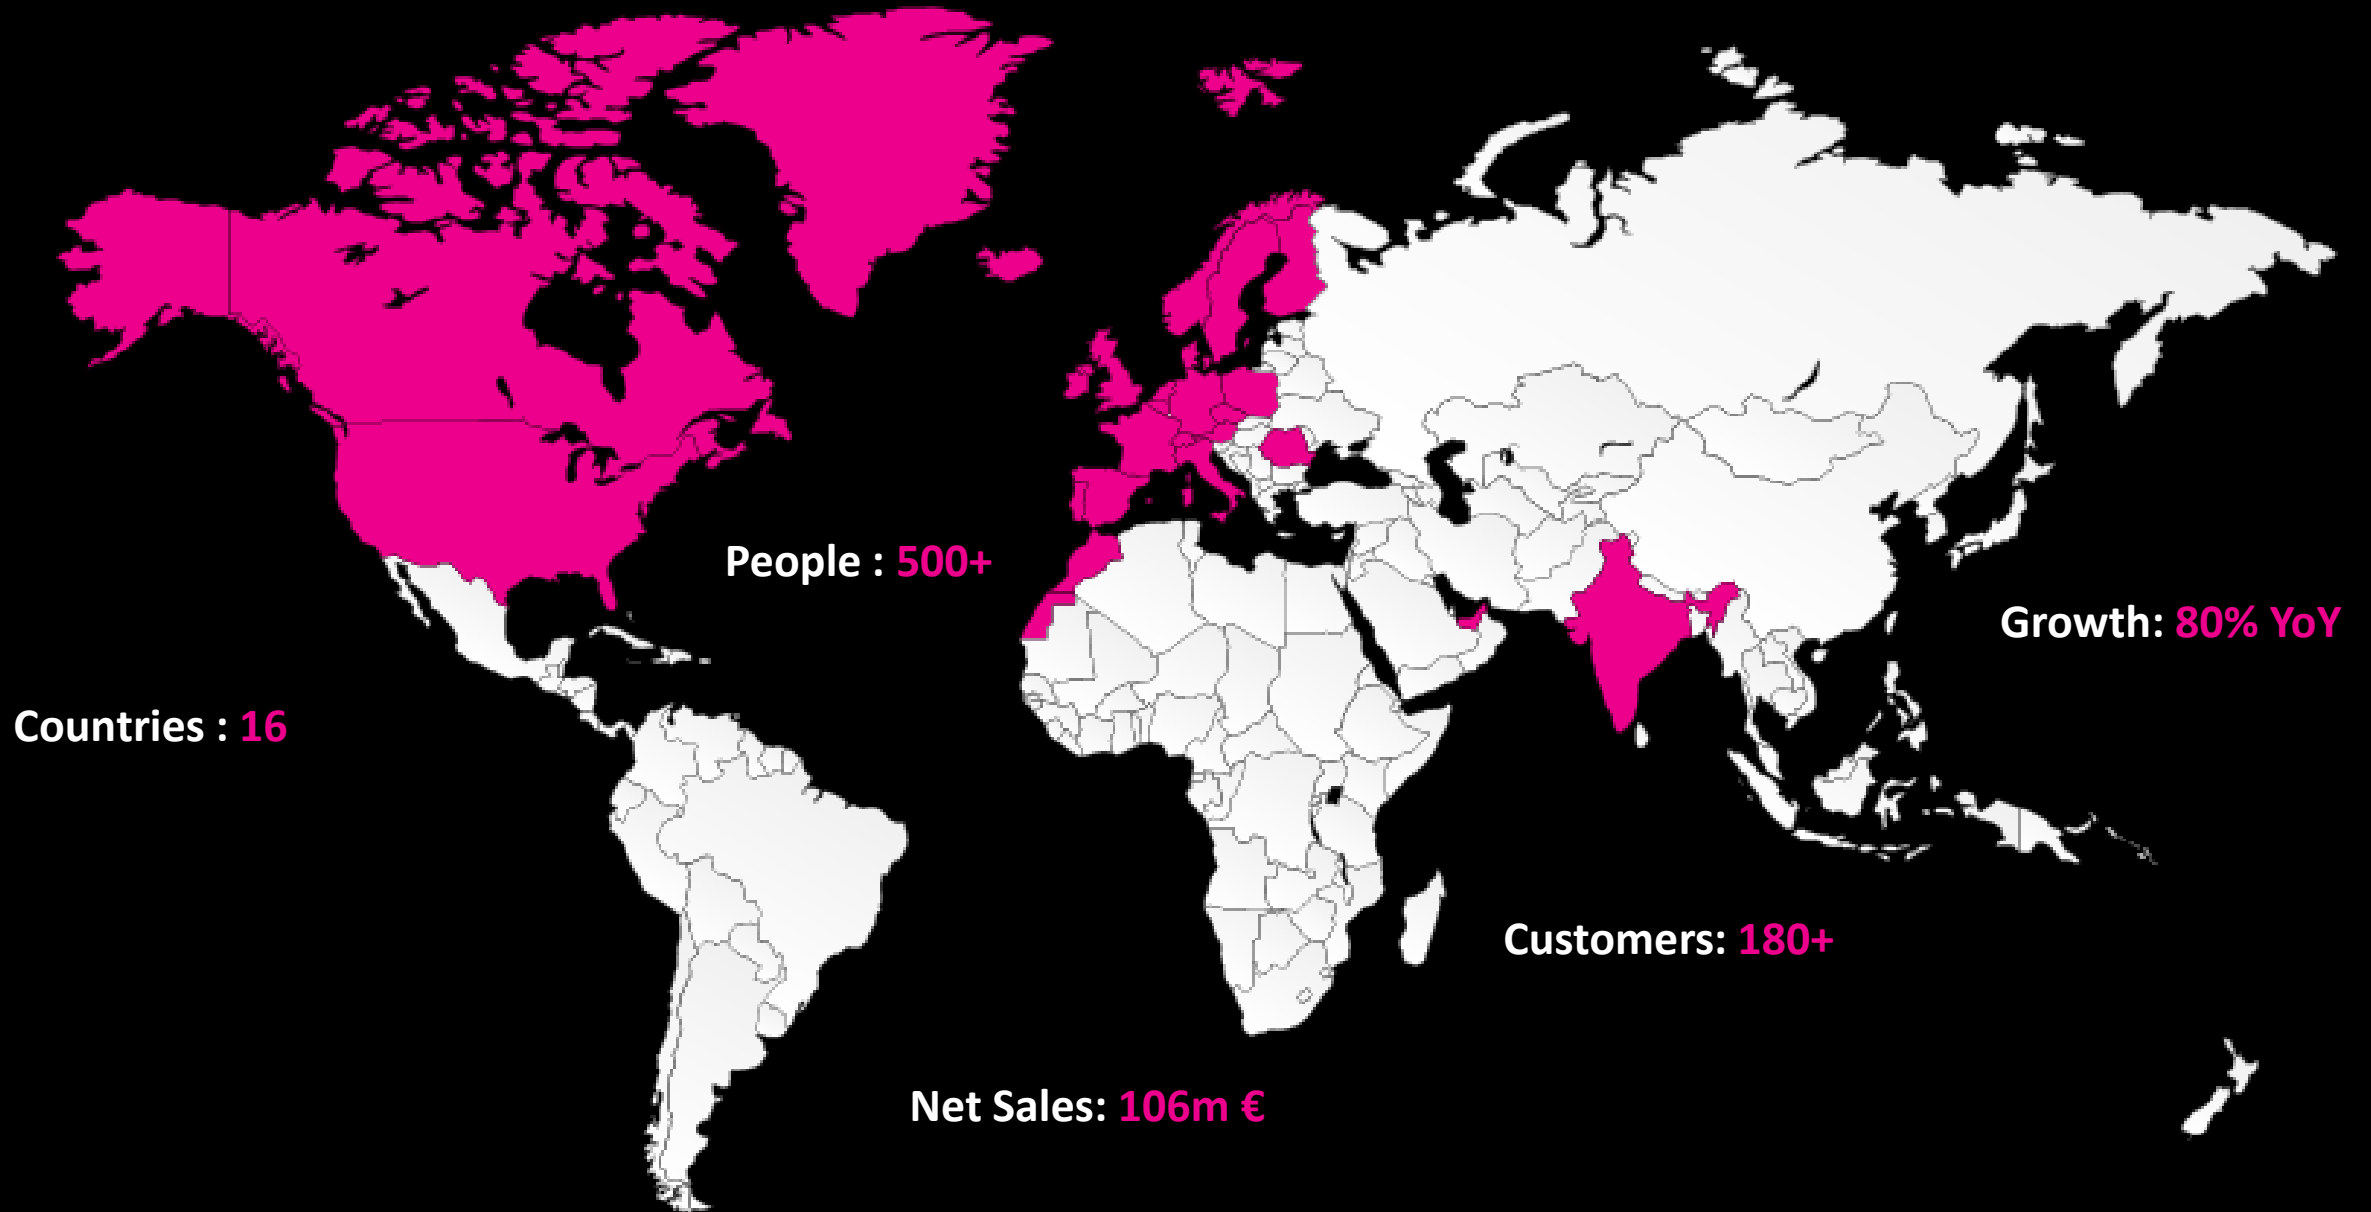 People : 500+
Growth: 80% YoY
Countries : 16
Customers: 180+
Net Sales: 106m €